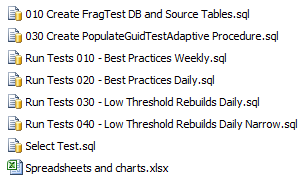 010 Create FragTest DB and Source Tables.sql
030 Create PopulateGuidTestAdaptive Procedure.sql
Run Tests 010 - Best Practices Weekly.sql
Run Tests 020 - Best Practices Daily.sql
Run Tests 030 - Low Threshold Rebuilds Daily.sql
Run Tests 040 - Low Threshold Rebuilds Daily Narrow.sql
Select Test.sql
Spreadsheets and charts.xlsx